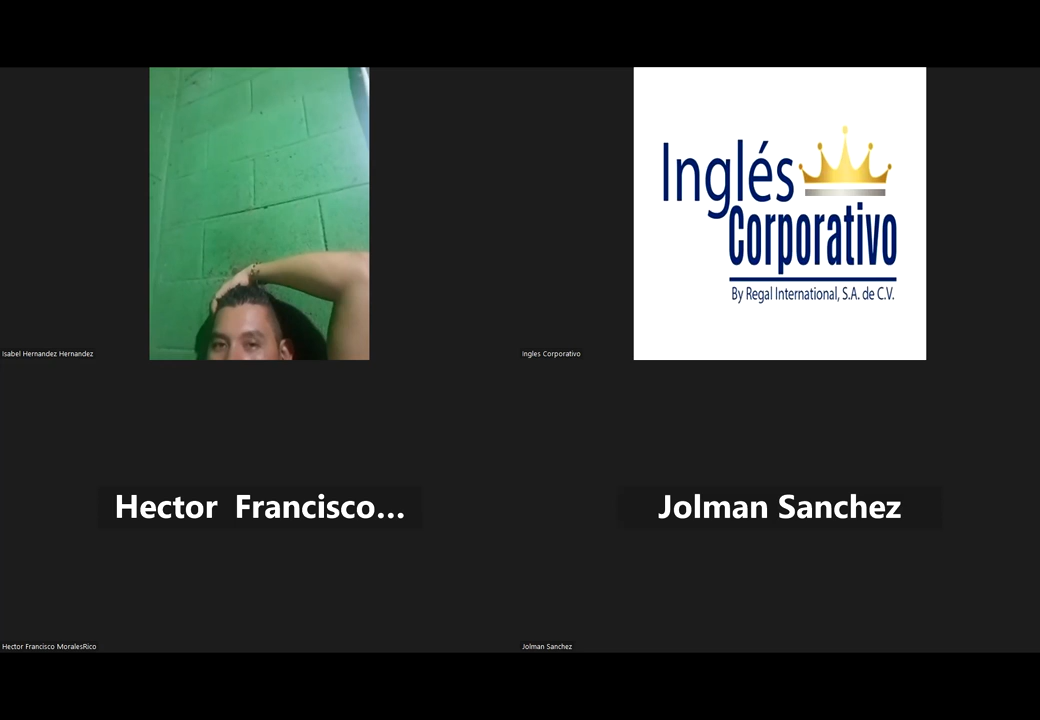 Inglés
Corporativo
By Regal International, S.A. de C.V.
Isabel Hernandez Hernandez
Ingles Corporativo
Hector Francisco...
Jolman Sanchez
Hector Francisco MoralesRico
Jolman Sanchez